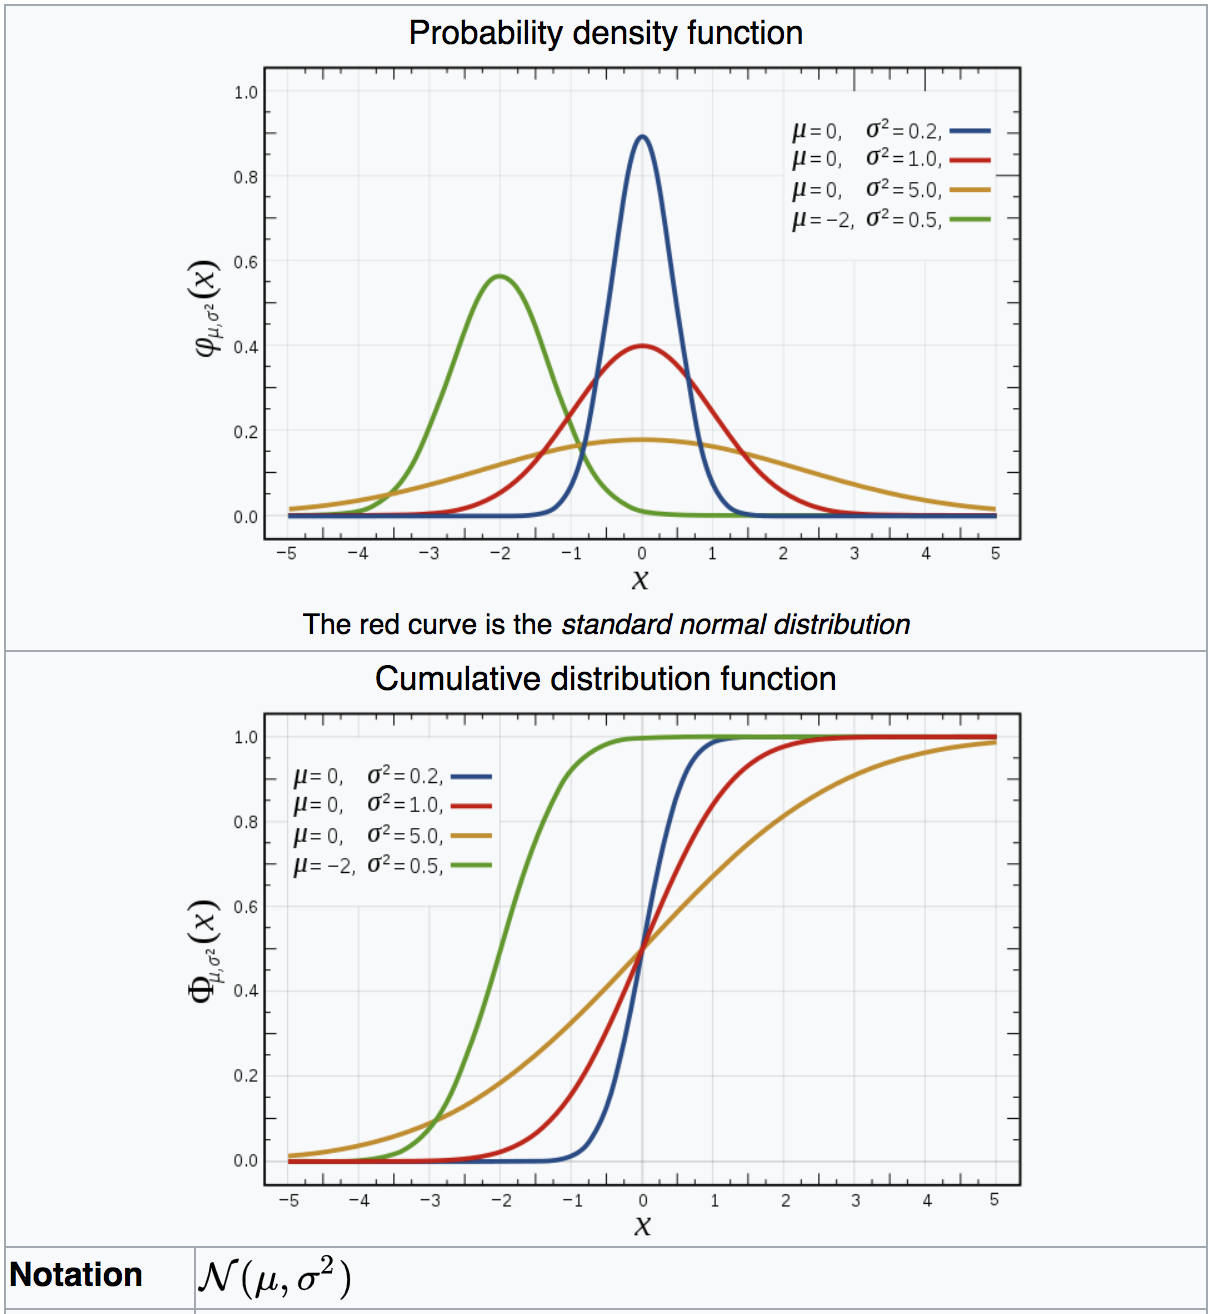 Probability density function
1.0
0.8
0.6
0.4
0.2
0.0
φμ,σ²(x)
μ=0, σ²=0.2,
μ=0, σ²=1.0,
μ=0, σ²=5.0,
μ=−2, σ²=0.5,
−5 −4 −3 −2 −1 0 1 2 3 4 5
x
The red curve is the standard normal distribution
Cumulative distribution function
1.0
0.8
0.6
0.4
0.2
0.0
Φμ,σ²(x)
μ=0, σ²=0.2,
μ=0, σ²=1.0,
μ=0, σ²=5.0,
μ=−2, σ²=0.5,
−5 −4 −3 −2 −1 0 1 2 3 4 5
x
Notation 𝒩(μ, σ²)